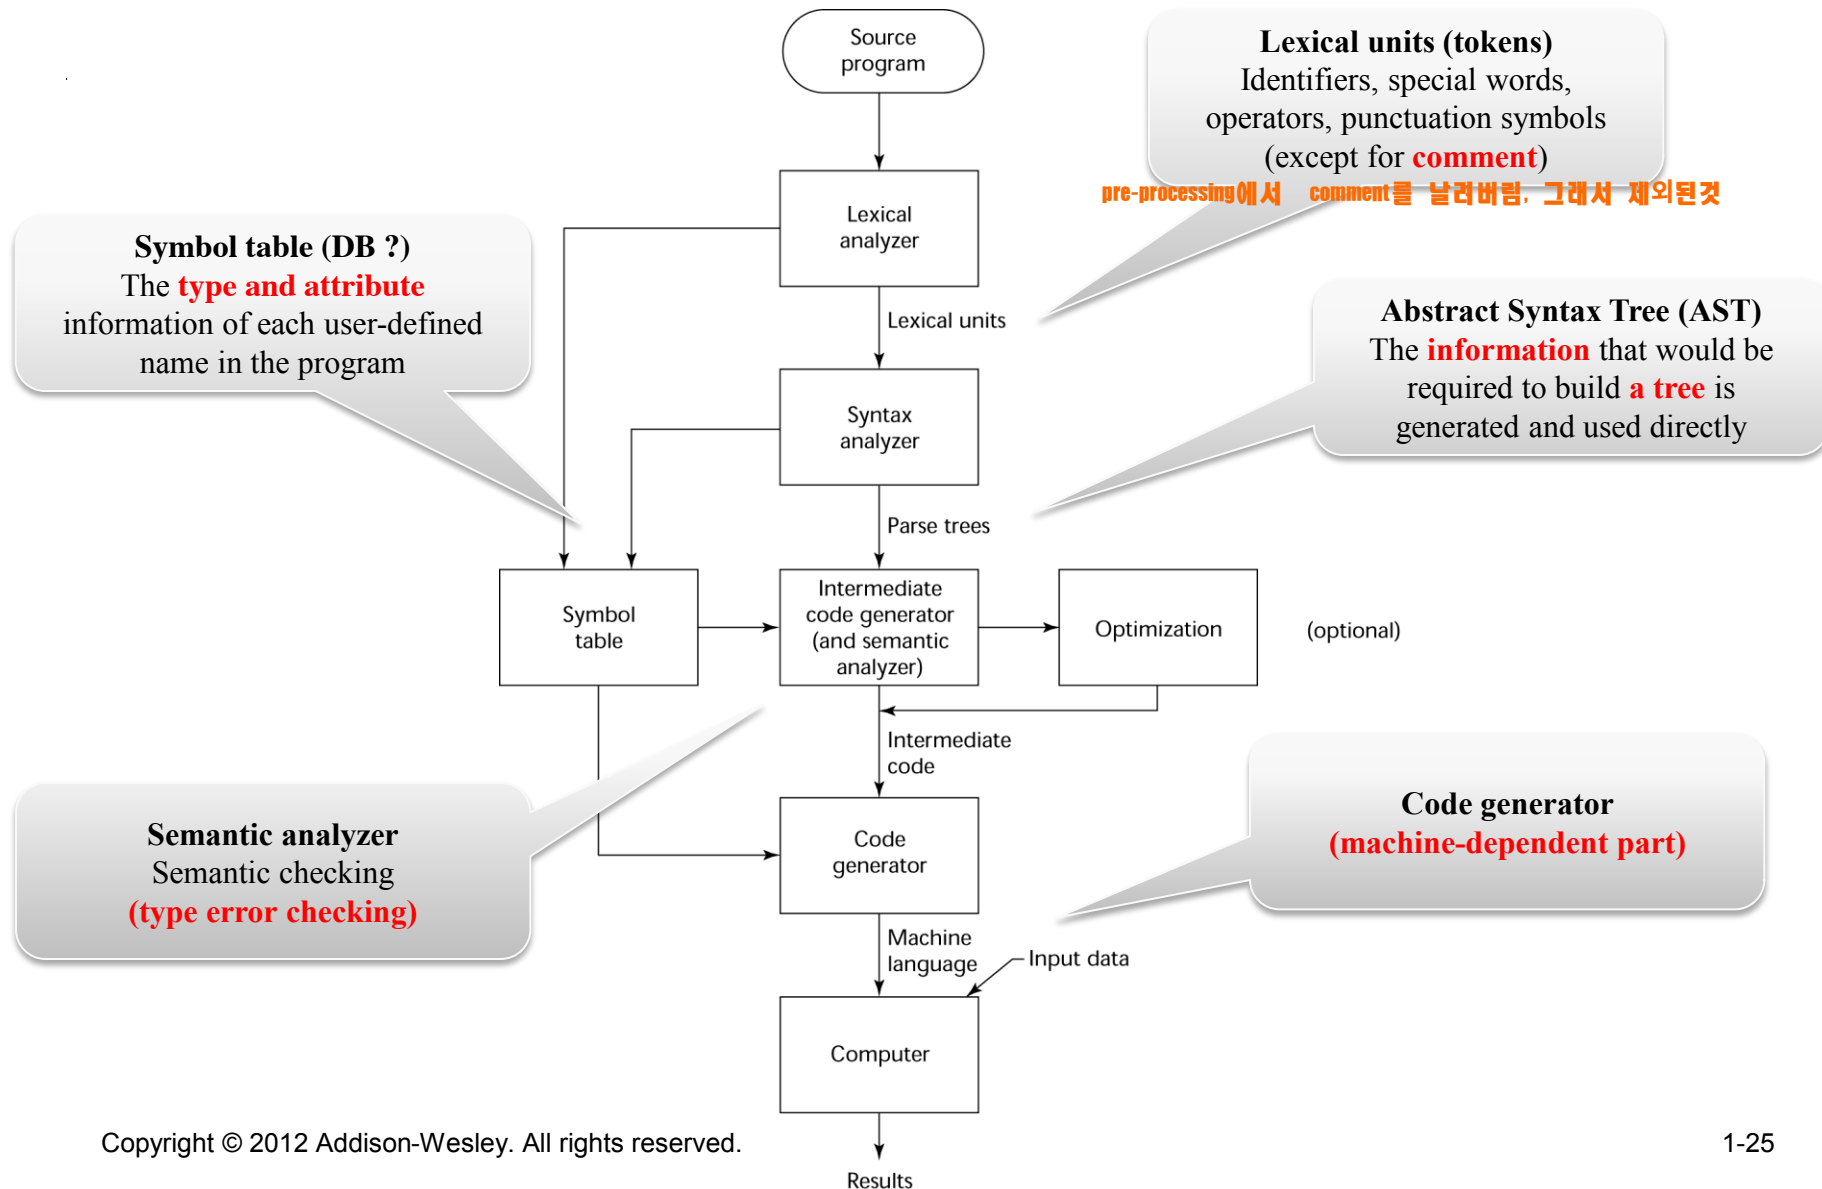 Source
program
Lexical units (tokens)
Identifiers, special words,
operators, punctuation symbols
(except for comment)
pre-processing에서 comment를 날려버림, 그래서 제외된것
Lexical
analyzer
Symbol table (DB ?)
The type and attribute
information of each user-defined
name in the program
Lexical units
Abstract Syntax Tree (AST)
The information that would be
required to build a tree is
generated and used directly
Syntax
analyzer
Parse trees
Symbol
table
Intermediate
code generator
(and semantic
analyzer)
Optimization
(optional)
Intermediate
code
Semantic analyzer
Semantic checking
(type error checking)
Code
generator
Code generator
(machine-dependent part)
Machine
language
Input data
Computer
Copyright © 2012 Addison-Wesley. All rights reserved.
1-25
Results